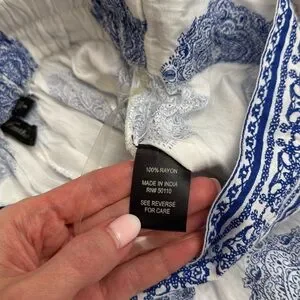 100% RAYON
MADE IN INDIA
RN# 50110
SEE REVERSE
FOR CARE